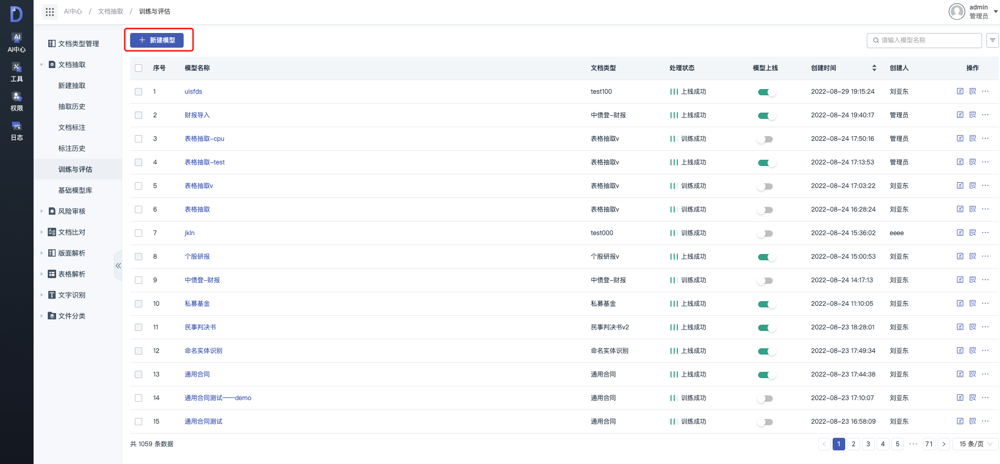 AI中心 / 文档抽取 / 训练与评估
admin
管理员
AI
AI中心
工具
权限
日志
文档类型管理
文档抽取
新建抽取
抽取历史
文档标注
标注历史
训练与评估
基础模型库
风险审核
文档比对
版面解析
表格解析
文字识别
文件分类
新建模型
请输入模型名称
序号 模型名称 文档类型 处理状态 模型上线 创建时间 创建人 操作
1 uisfds test100 上线成功 2022-08-29 19:15:24 刘亚东
2 财报导入 中债登-财报 上线成功 2022-08-24 19:40:17 管理员
3 表格抽取-cpu 表格抽取v 训练成功 2022-08-24 17:50:16 管理员
4 表格抽取-test 表格抽取v 上线成功 2022-08-24 17:13:53 管理员
5 表格抽取v 表格抽取v 训练成功 2022-08-24 17:03:22 刘亚东
6 表格抽取 表格抽取v 训练成功 2022-08-24 16:28:24 刘亚东
7 jkln test000 训练成功 2022-08-24 15:36:02 eeee
8 个股研报 个股研报v 上线成功 2022-08-24 15:00:53 刘亚东
9 中债登-财报 中债登-财报 训练成功 2022-08-24 14:17:13 刘亚东
10 私募基金 私募基金 上线成功 2022-08-24 11:10:05 刘亚东
11 民事判决书 民事判决书v2 上线成功 2022-08-23 18:28:01 刘亚东
12 命名实体识别 命名实体识别 上线成功 2022-08-23 17:49:34 刘亚东
13 通用合同 通用合同 上线成功 2022-08-23 17:44:38 刘亚东
14 通用合同测试——demo 通用合同 训练成功 2022-08-23 17:10:07 刘亚东
15 通用合同测试 通用合同 训练成功 2022-08-23 16:58:09 刘亚东
共 1059 条数据
< 1 2 3 4 5 ••• 71 > 15 条/页